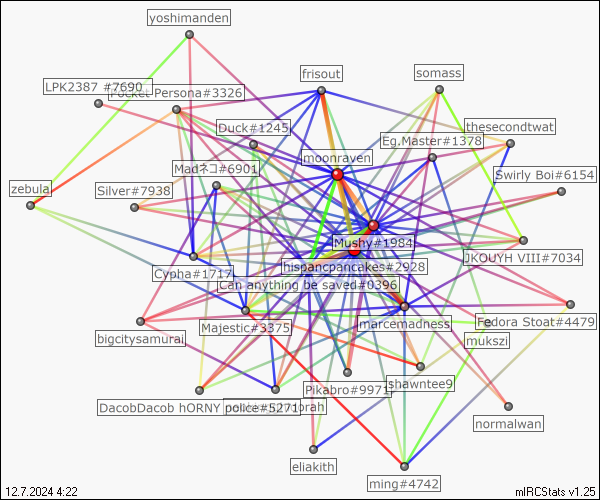 yoshimanden
frisout
somass
LPK2387 #7690
Pocket Persona#3326
Duck#1245
Eg.Master#1378
thesecondtwat
moonraven
Madネコ#6901
Swirly Boi#6154
zebula
Silver#7938
Mushy#1984
JKOUYH VIII#7034
Cypha#1717
hispancpancakes#2928
Can anything be saved#0396
Majestic#3375
marcemadness
Fedora Stoat#4479
bigcitysamurai
mukszi
Pikabro#9971
shawntee9
DacobDacob hORNY police#5271
normalwan
eliakith
ming#4742
12.7.2024 4:22
mIRCStats v1.25